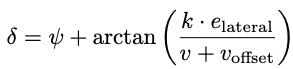 δ = ψ + arctan ( k · e_lateral / v + v_offset )